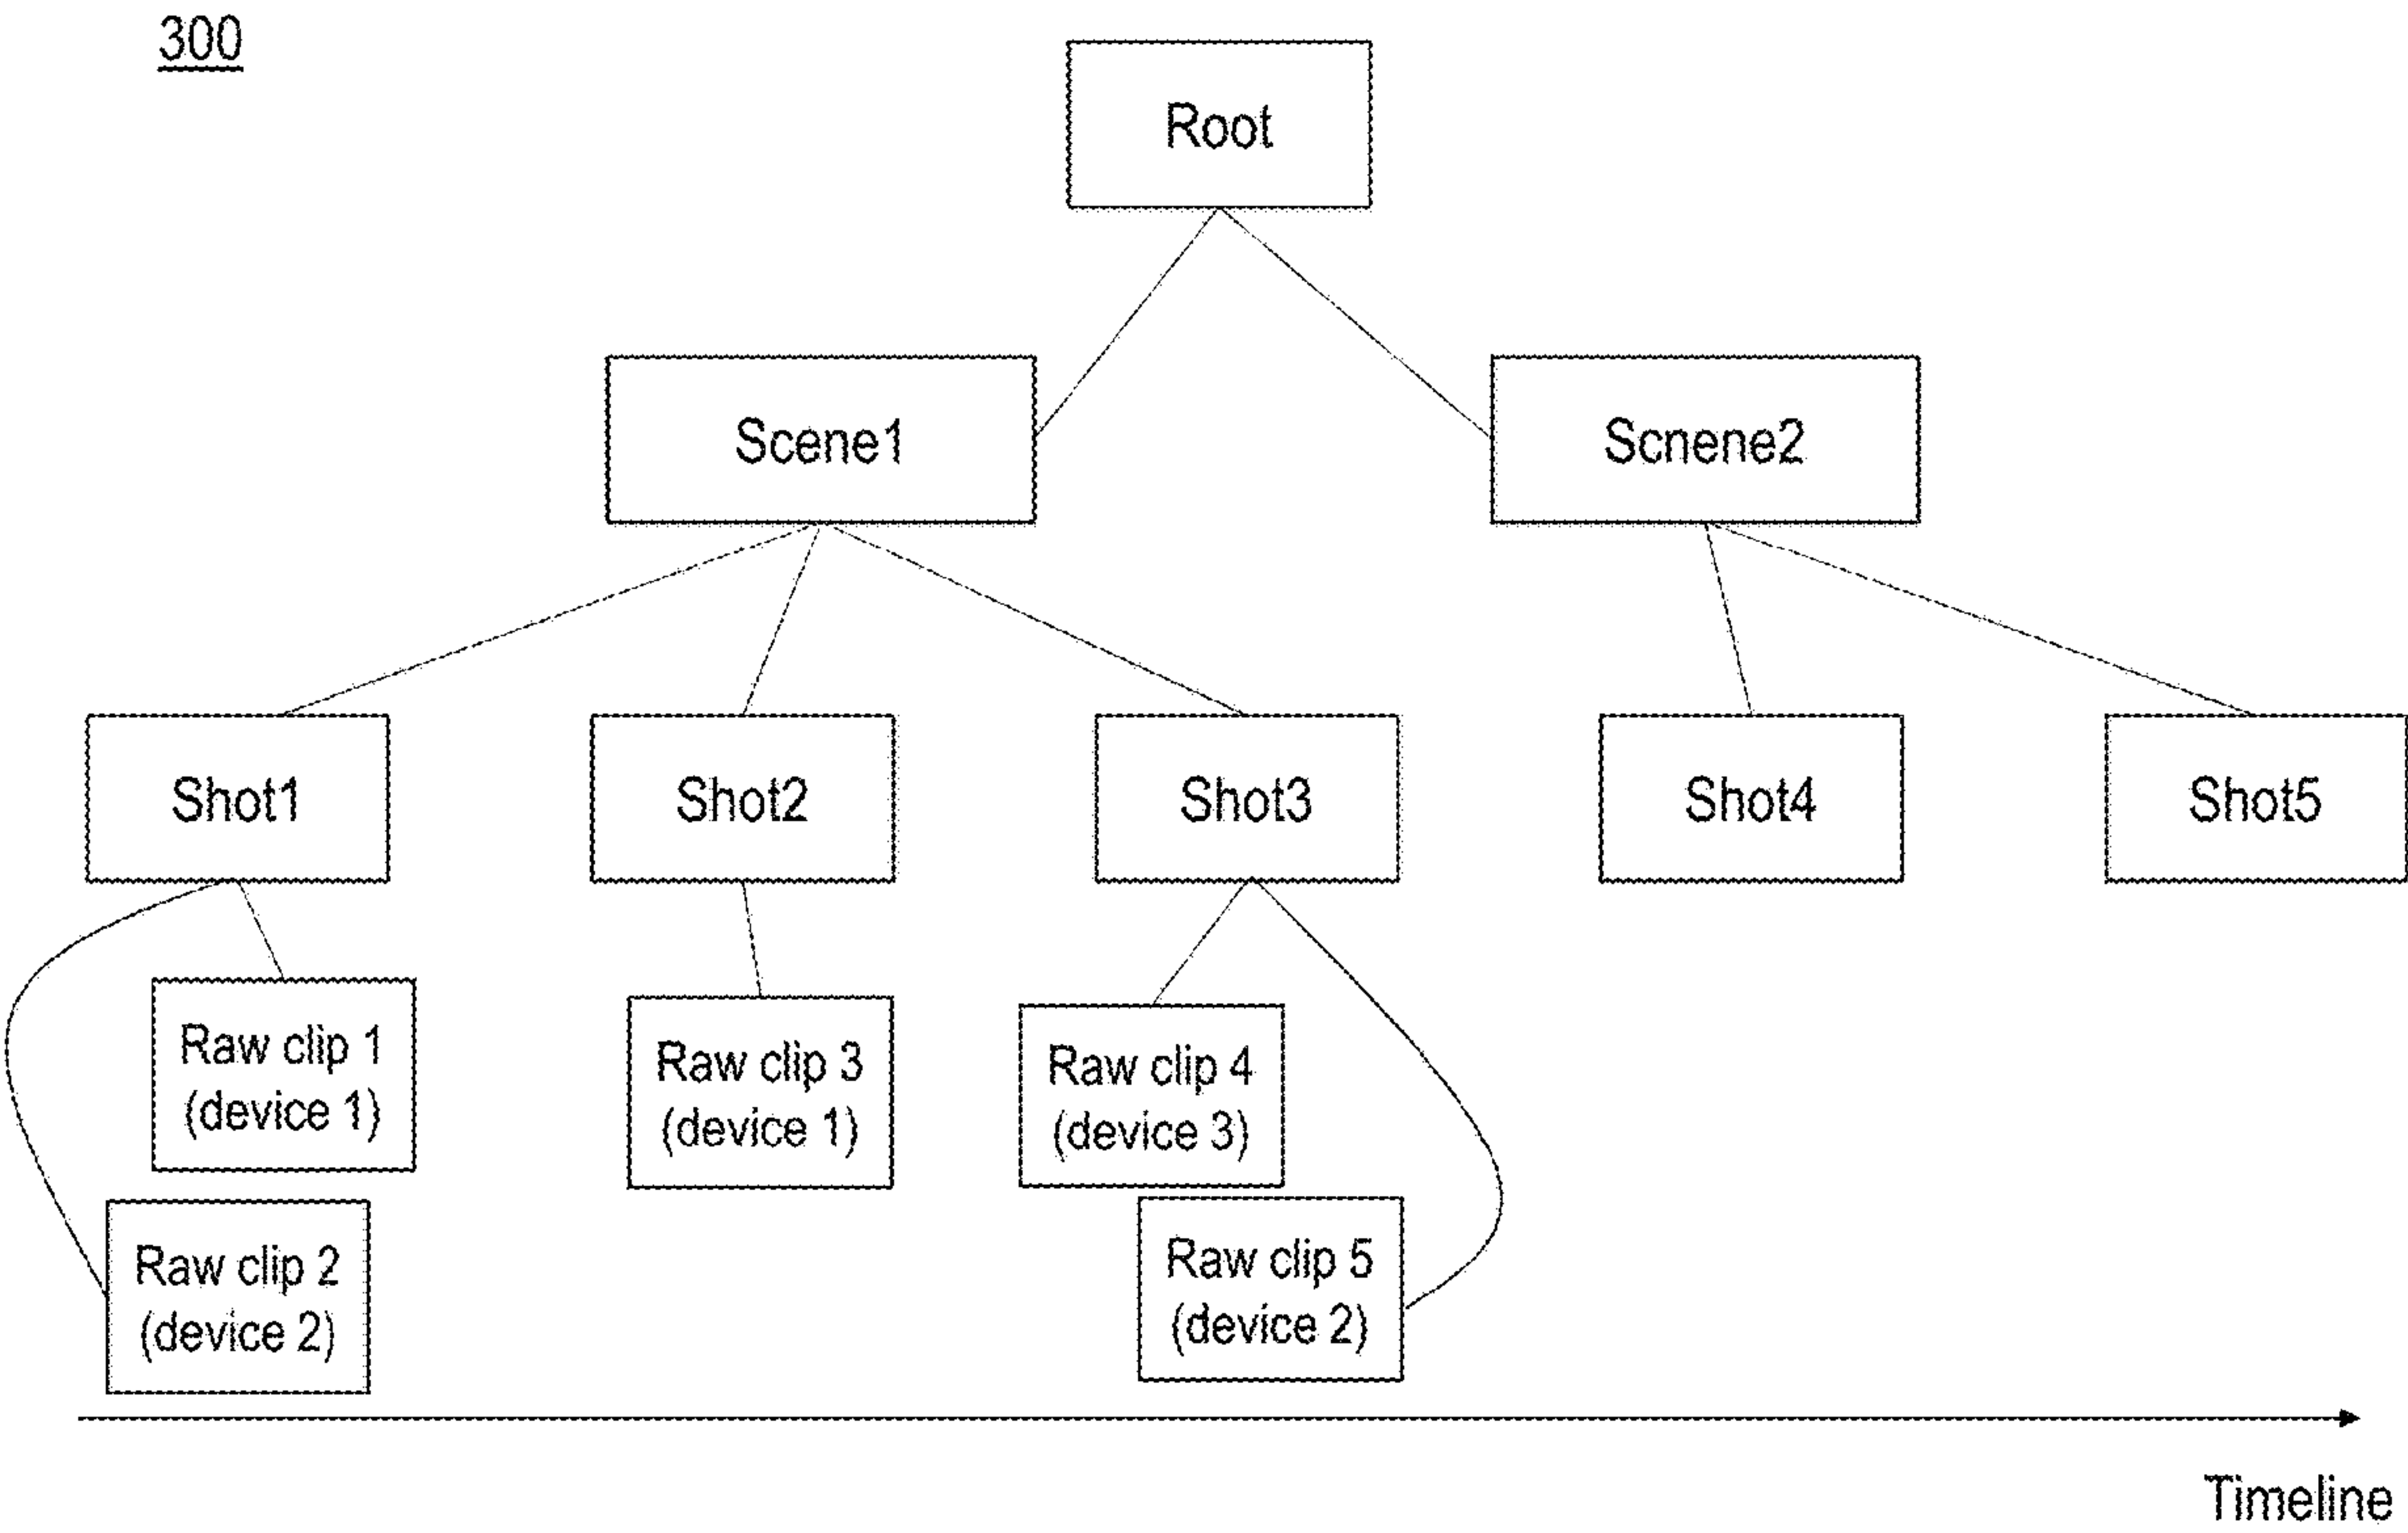 300
Root
Scene1
Scnene2
Shot1
Shot2
Shot3
Shot4
Shot5
Raw clip 1
(device 1)
Raw clip 3
(device 1)
Raw clip 4
(device 3)
Raw clip 2
(device 2)
Raw clip 5
(device 2)
Timeline